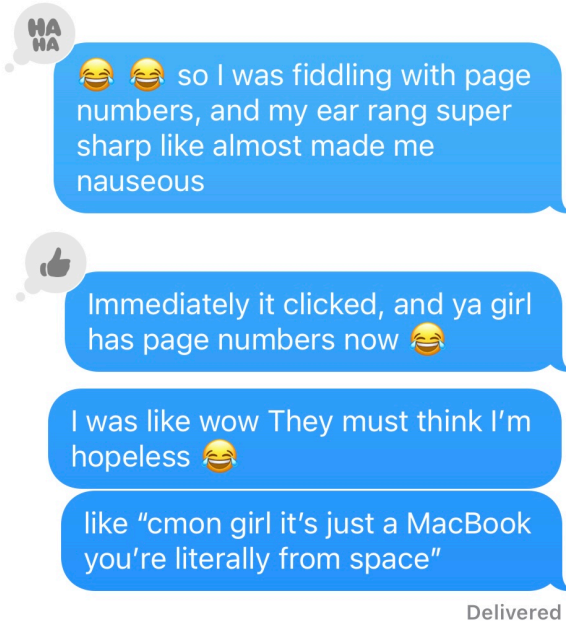 HA
HA
😂 😂 so I was fiddling with page
numbers, and my ear rang super
sharp like almost made me
nauseous
Immediately it clicked, and ya girl
has page numbers now 😂
I was like wow They must think I’m
hopeless 😂
like “cmon girl it’s just a MacBook
you’re literally from space”
Delivered